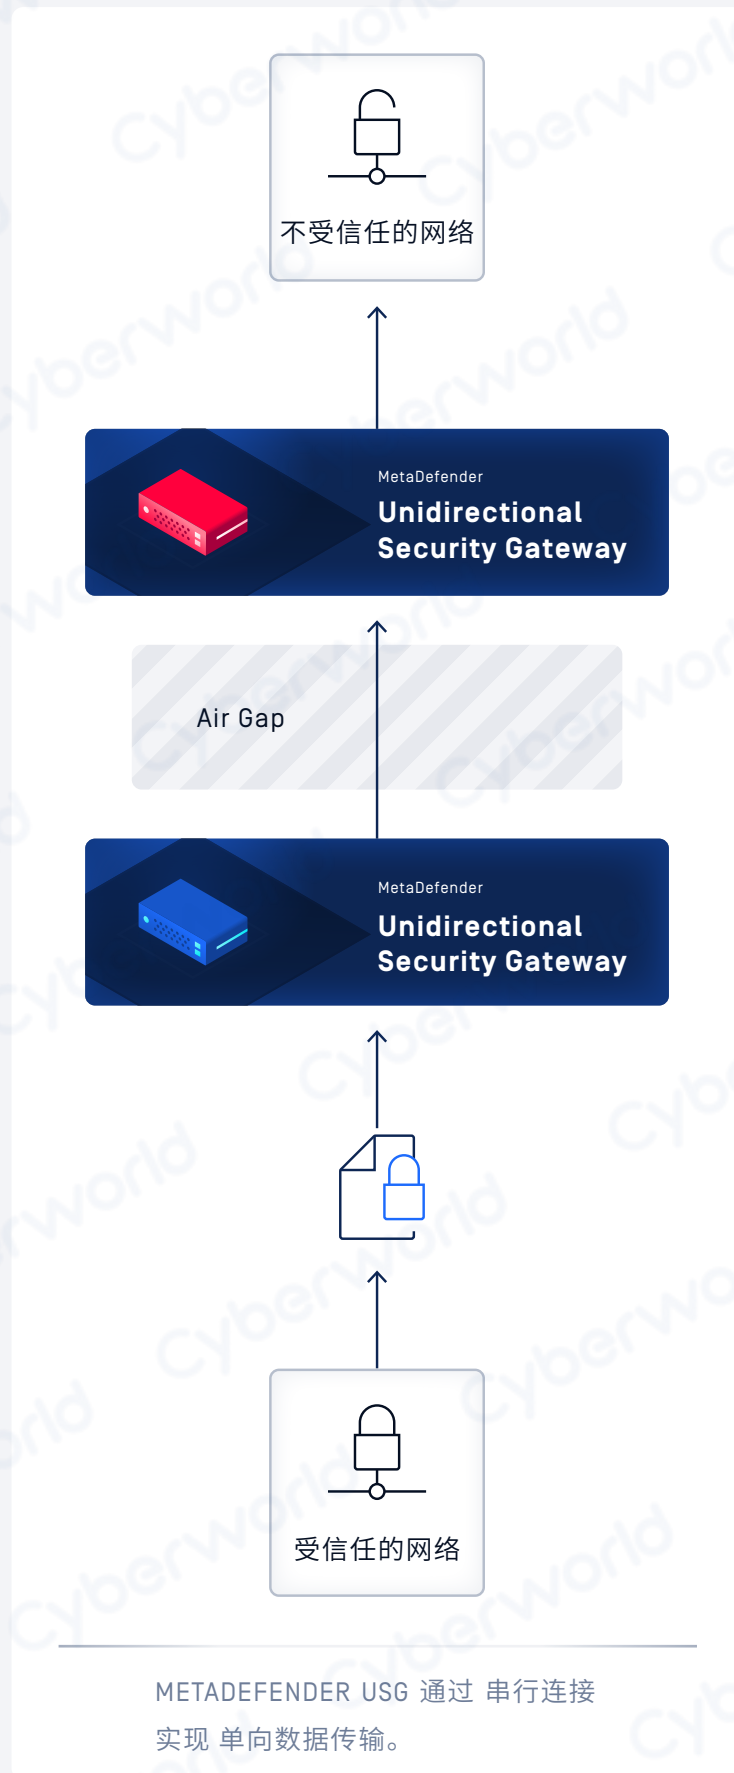 不受信任的网络
MetaDefender
Unidirectional
Security Gateway
Air Gap
MetaDefender
Unidirectional
Security Gateway
受信任的网络
METADEFENDER USG 通过 串行连接
实现 单向数据传输。
Cyberworld